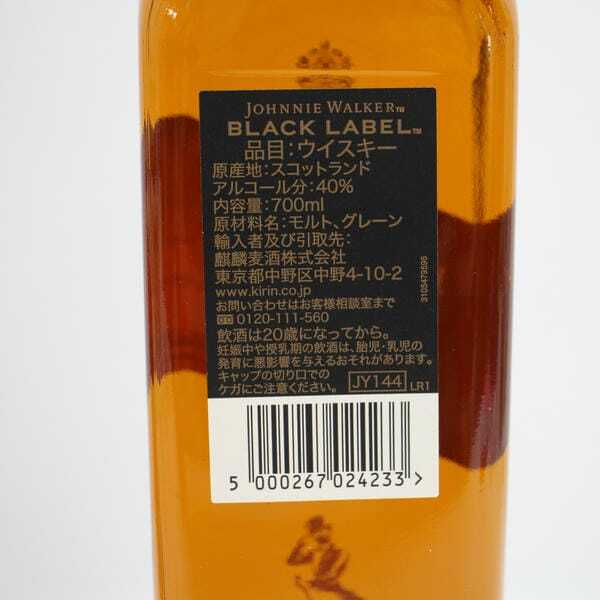 JOHNNIE WALKER™
BLACK LABEL™
品目:ウイスキー
原産地:スコットランド
アルコール分:40%
内容量:700ml
原材料名:モルト、グレーン
輸入者及び引取先:
麒麟麦酒株式会社
東京都中野区中野4-10-2
www.kirin.co.jp
お問い合わせはお客様相談室まで
0120-111-560
飲酒は20歳になってから。
妊娠中や授乳期の飲酒は、胎児・乳児の
発育に悪影響を与えるおそれがあります。
キャップの切り口での
ケガにご注意ください。
JY144 LR1
3105479595
5 000267 024233 >